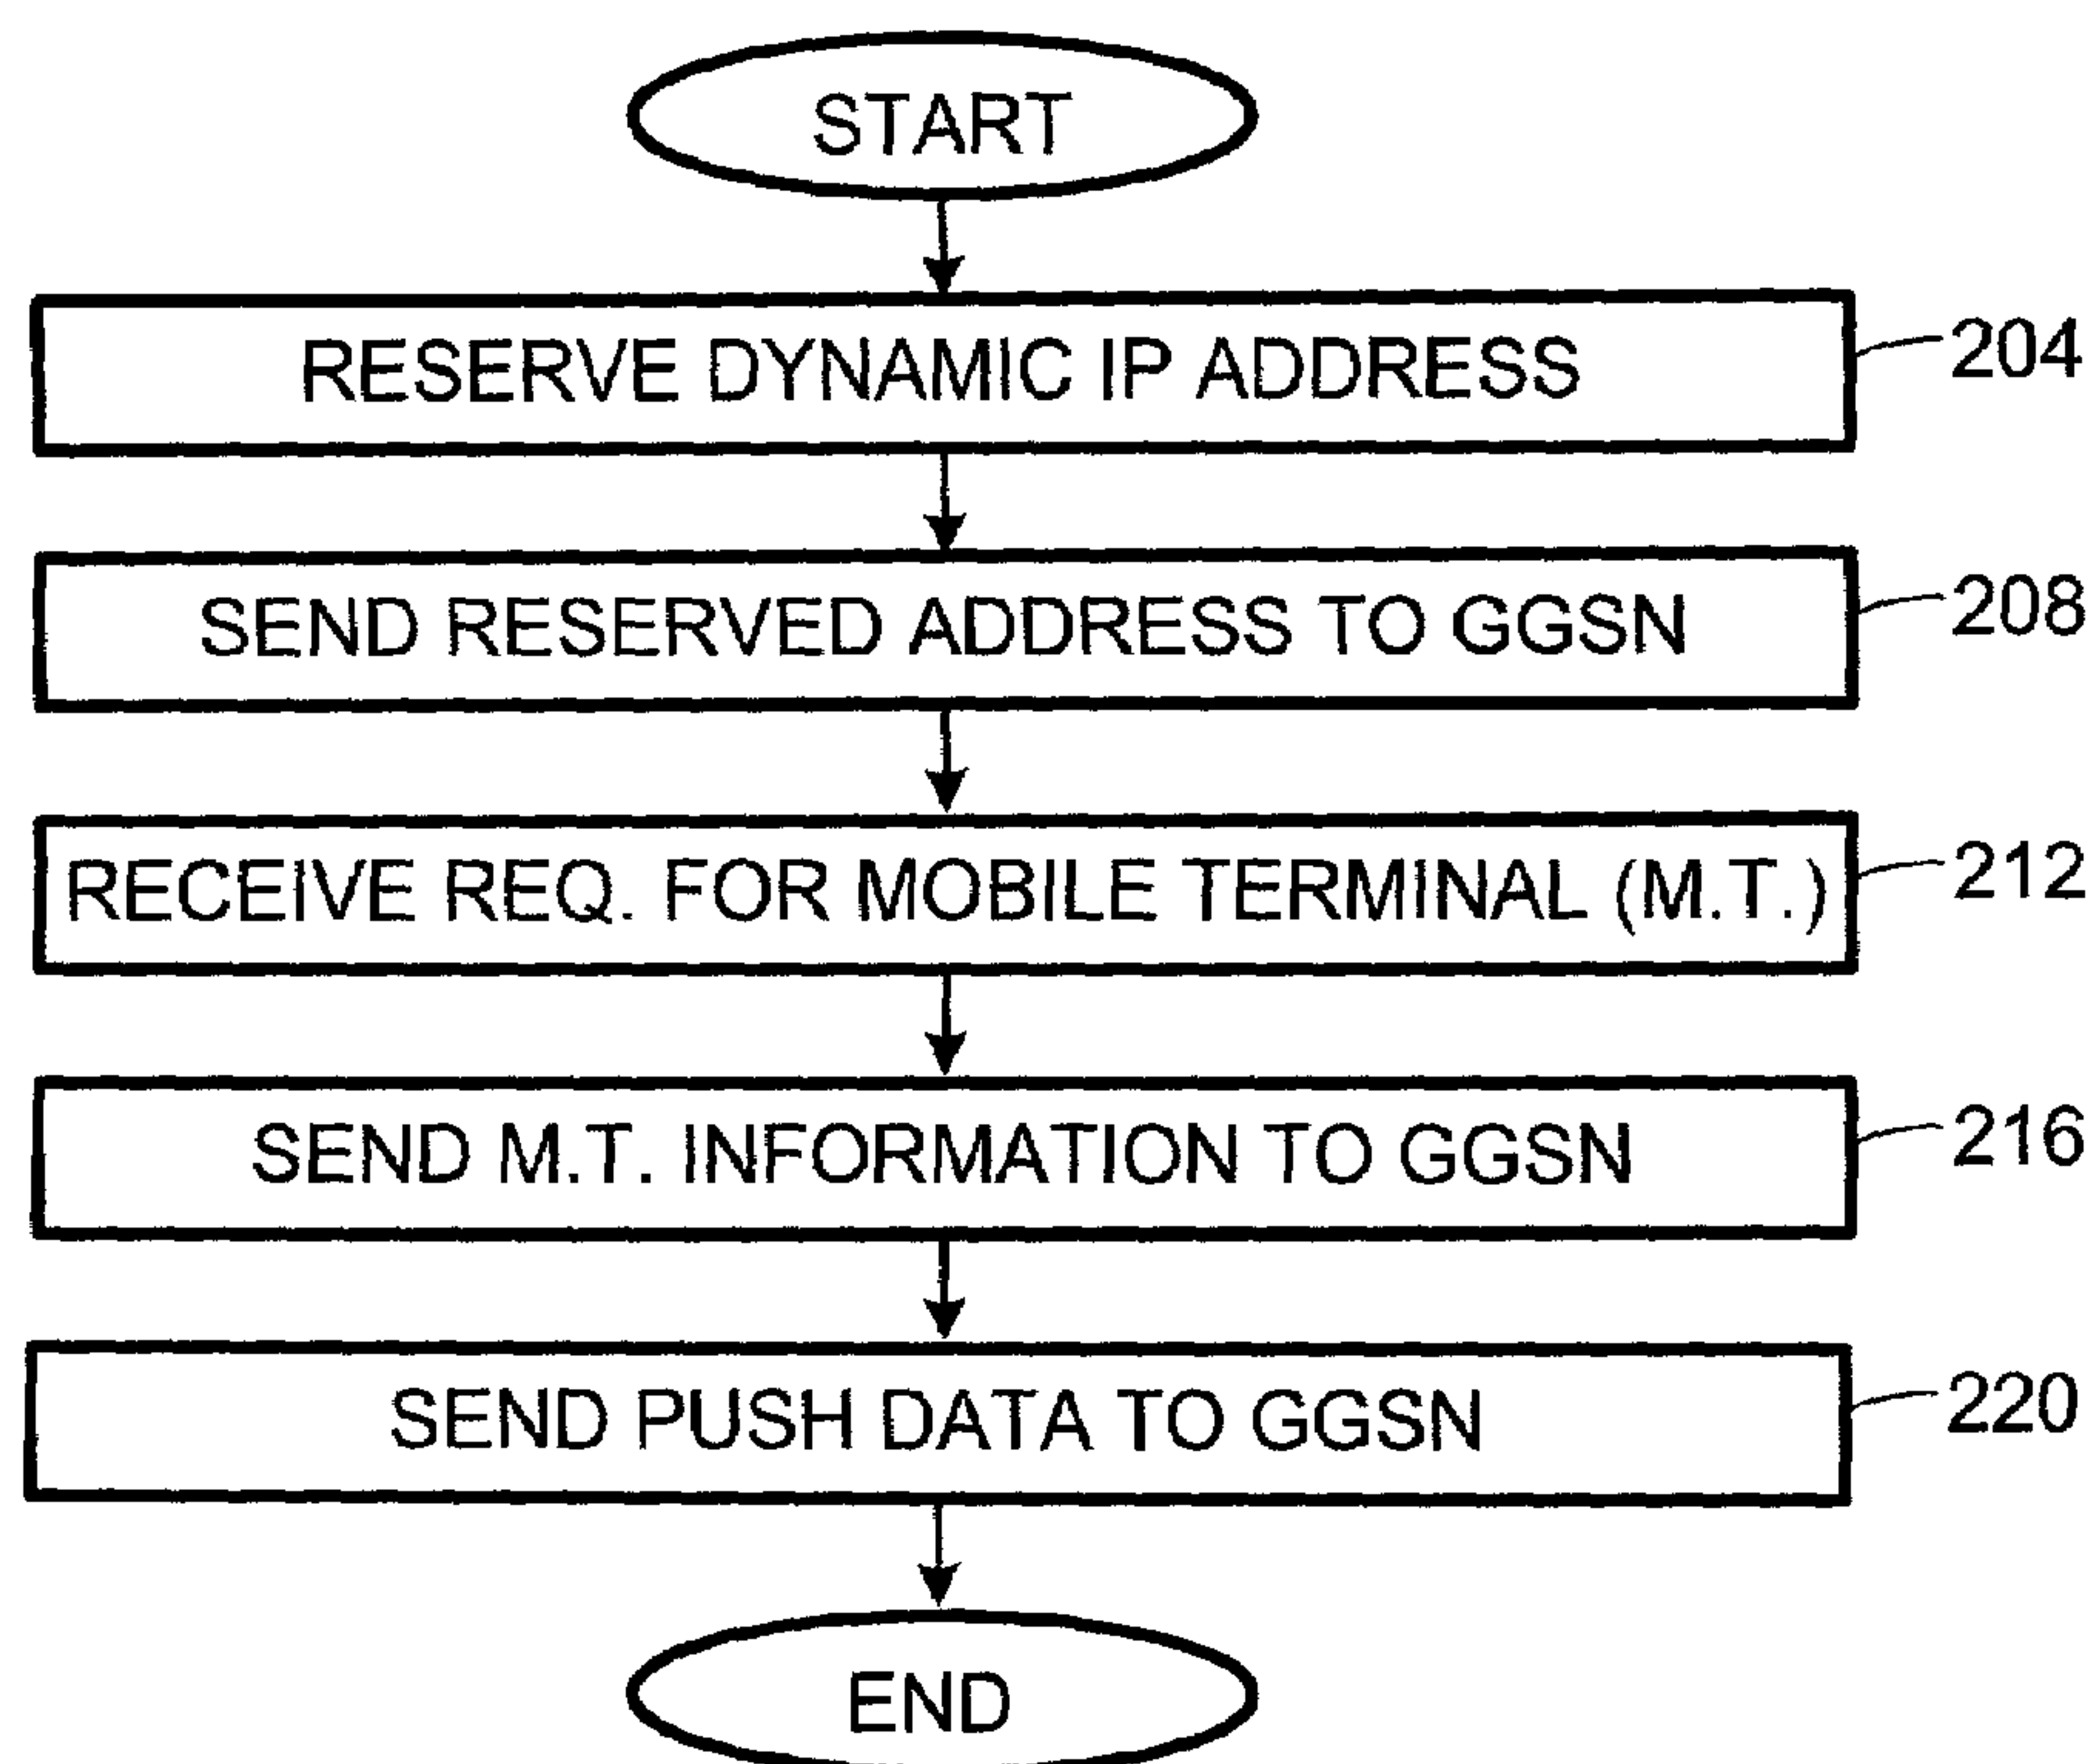 START
RESERVE DYNAMIC IP ADDRESS
204
SEND RESERVED ADDRESS TO GGSN
208
RECEIVE REQ. FOR MOBILE TERMINAL (M.T.)
212
SEND M.T. INFORMATION TO GGSN
216
SEND PUSH DATA TO GGSN
220
END